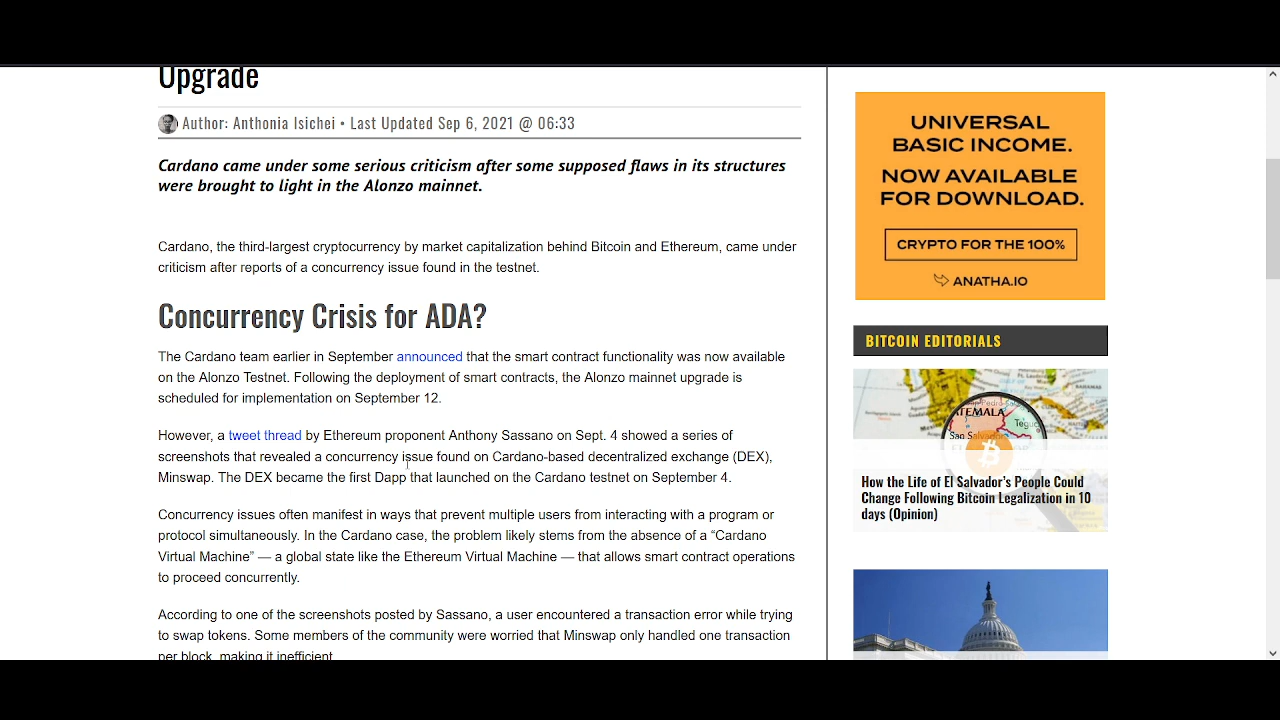 Upgrade
Author: Anthonia Isichei • Last Updated Sep 6, 2021 @ 06:33
Cardano came under some serious criticism after some supposed flaws in its structures
were brought to light in the Alonzo mainnet.
Cardano, the third-largest cryptocurrency by market capitalization behind Bitcoin and Ethereum, came under
criticism after reports of a concurrency issue found in the testnet.
Concurrency Crisis for ADA?
The Cardano team earlier in September announced that the smart contract functionality was now available
on the Alonzo Testnet. Following the deployment of smart contracts, the Alonzo mainnet upgrade is
scheduled for implementation on September 12.
However, a tweet thread by Ethereum proponent Anthony Sassano on Sept. 4 showed a series of
screenshots that revealed a concurrency issue found on Cardano-based decentralized exchange (DEX),
Minswap. The DEX became the first Dapp that launched on the Cardano testnet on September 4.
Concurrency issues often manifest in ways that prevent multiple users from interacting with a program or
protocol simultaneously. In the Cardano case, the problem likely stems from the absence of a “Cardano
Virtual Machine” — a global state like the Ethereum Virtual Machine — that allows smart contract operations
to proceed concurrently.
According to one of the screenshots posted by Sassano, a user encountered a transaction error while trying
to swap tokens. Some members of the community were worried that Minswap only handled one transaction
per block, making it inefficient.
UNIVERSAL
BASIC INCOME.
NOW AVAILABLE
FOR DOWNLOAD.
CRYPTO FOR THE 100%
ANATHA.IO
BITCOIN EDITORIALS
How the Life of El Salvador's People Could
Change Following Bitcoin Legalization in 10
days (Opinion)